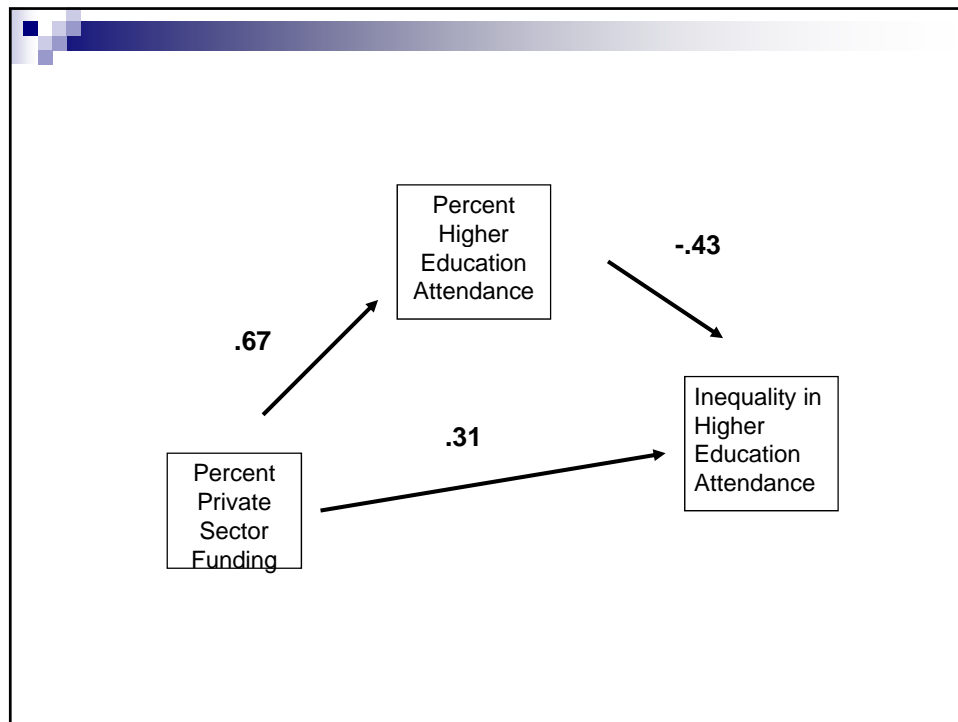 Percent
Higher
Education
Attendance
-.43
.67
Inequality in
Higher
Education
Attendance
.31
Percent
Private
Sector
Funding